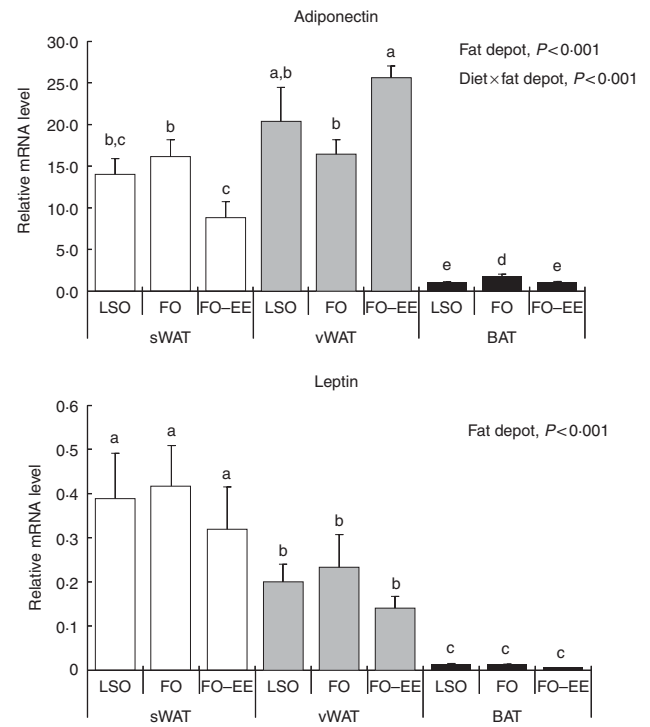 Adiponectin
30·0
25·0
20·0
15·0
10·0
5·0
0·0
Relative mRNA level
Fat depot, P<0·001
Diet×fat depot, P<0·001
b,c b c a,b b a e d e
LSO FO FO–EE LSO FO FO–EE LSO FO FO–EE
sWAT vWAT BAT
Leptin
0·6
0·5
0·4
0·3
0·2
0·1
0
Relative mRNA level
Fat depot, P<0·001
a a a b b b c c c
LSO FO FO–EE LSO FO FO–EE LSO FO FO–EE
sWAT vWAT BAT